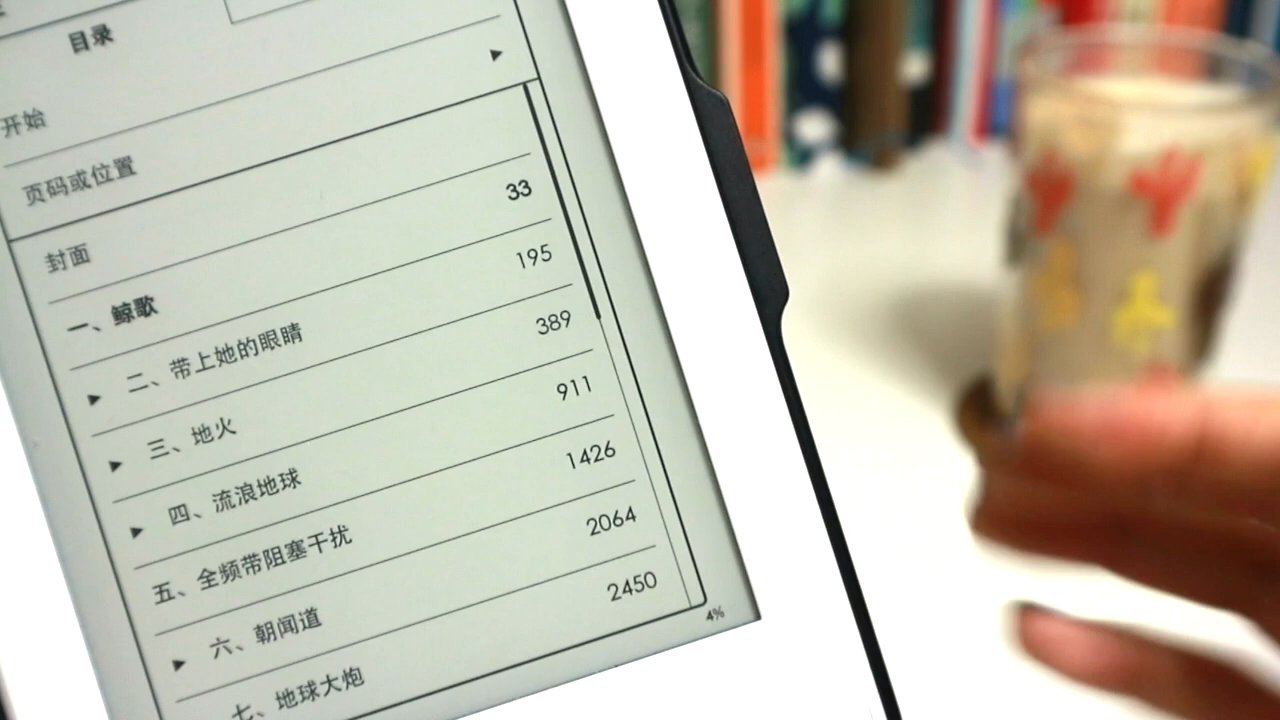 目录
开始
页码或位置
封面
一、鲸歌 33
二、带上她的眼睛 195
三、地火 389
四、流浪地球 911
五、全频带阻塞干扰 1426
六、朝闻道 2064
七、地球大炮 2450
4%